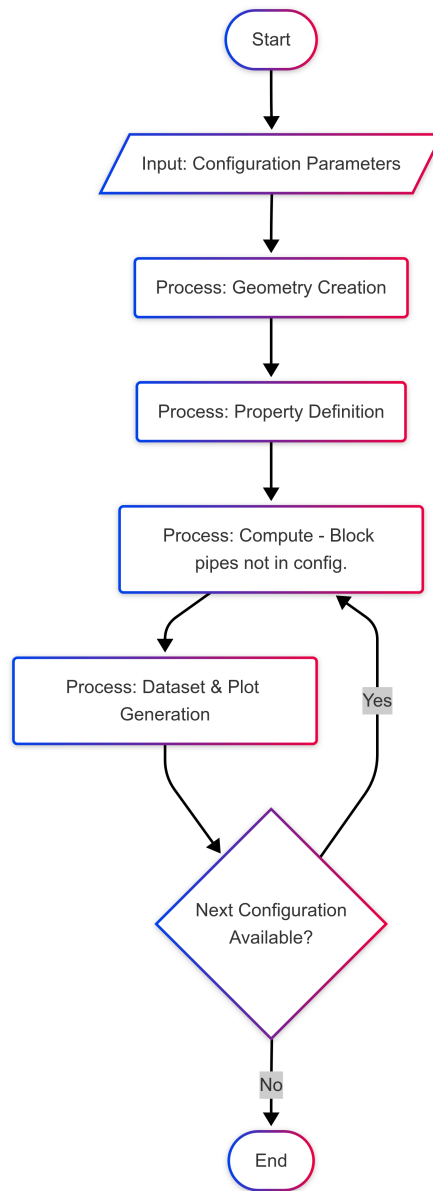 Start
Input: Configuration Parameters
Process: Geometry Creation
Process: Property Definition
Process: Compute - Block
pipes not in config.
Process: Dataset & Plot
Generation
Yes
Next Configuration
Available?
No
End